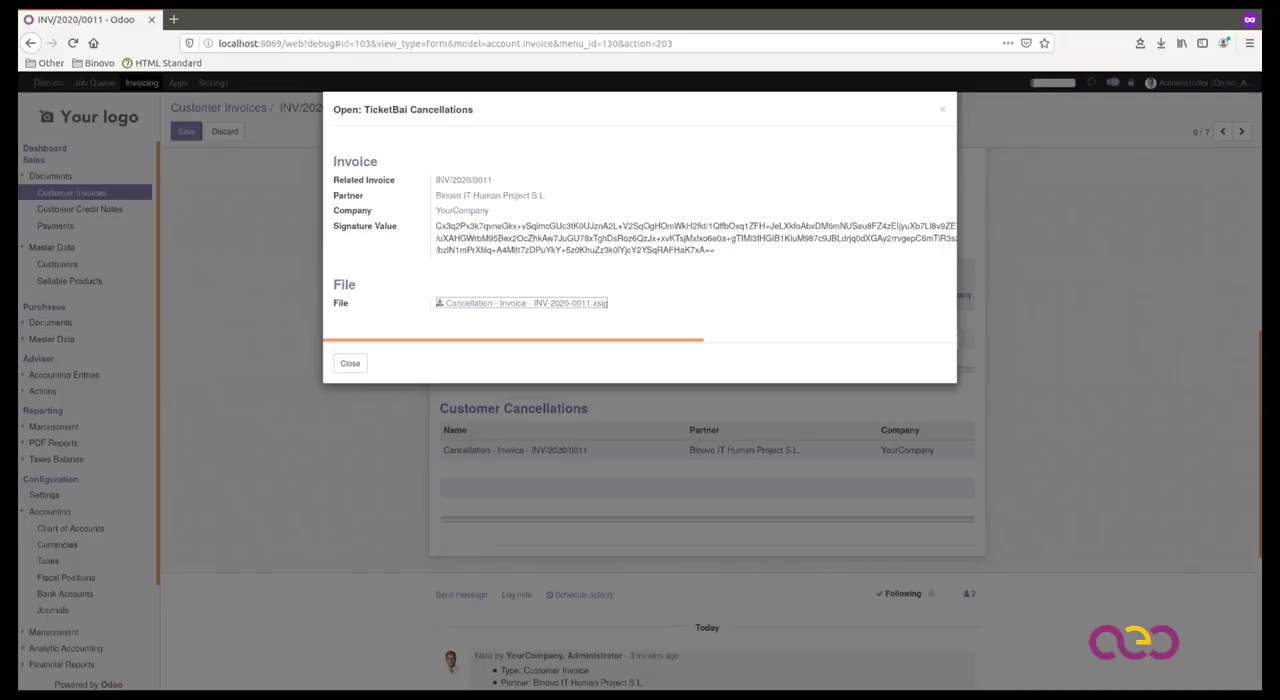 INV/2020/0011 - Odoo
localhost:8069/web?debug#id=103&view_type=form&model=account.invoice&menu_id=130&action=203
Other Binovo HTML Standard
Discuss Job Queue Invoicing Apps Settings
Administrator (Demo_A...
Your logo
Customer Invoices / INV/202
Save Discard
6 / 7
Dashboard
Sales
Documents
Customer Invoices
Customer Credit Notes
Payments
Master Data
Customers
Sellable Products
Purchases
Documents
Master Data
Adviser
Accounting Entries
Actions
Reporting
Management
PDF Reports
Taxes Balance
Configuration
Settings
Accounting
Chart of Accounts
Currencies
Taxes
Fiscal Positions
Bank Accounts
Journals
Management
Analytic Accounting
Financial Reports
Powered by Odoo
Open: TicketBai Cancellations
Invoice
Related Invoice INV/2020/0011
Partner Binovo IT Human Project S.L.
Company YourCompany
Signature Value
File
File Cancellation - Invoice - INV-2020-0011.xsig
Close
Customer Cancellations
Name Partner Company
Cancellation - Invoice - INV/2020/0011 Binovo IT Human Project S.L. YourCompany
Send message Log note Schedule activity
Following
2
Today
Note by YourCompany, Administrator - 3 minutes ago
Type: Customer Invoice
Partner: Binovo IT Human Project S.L.